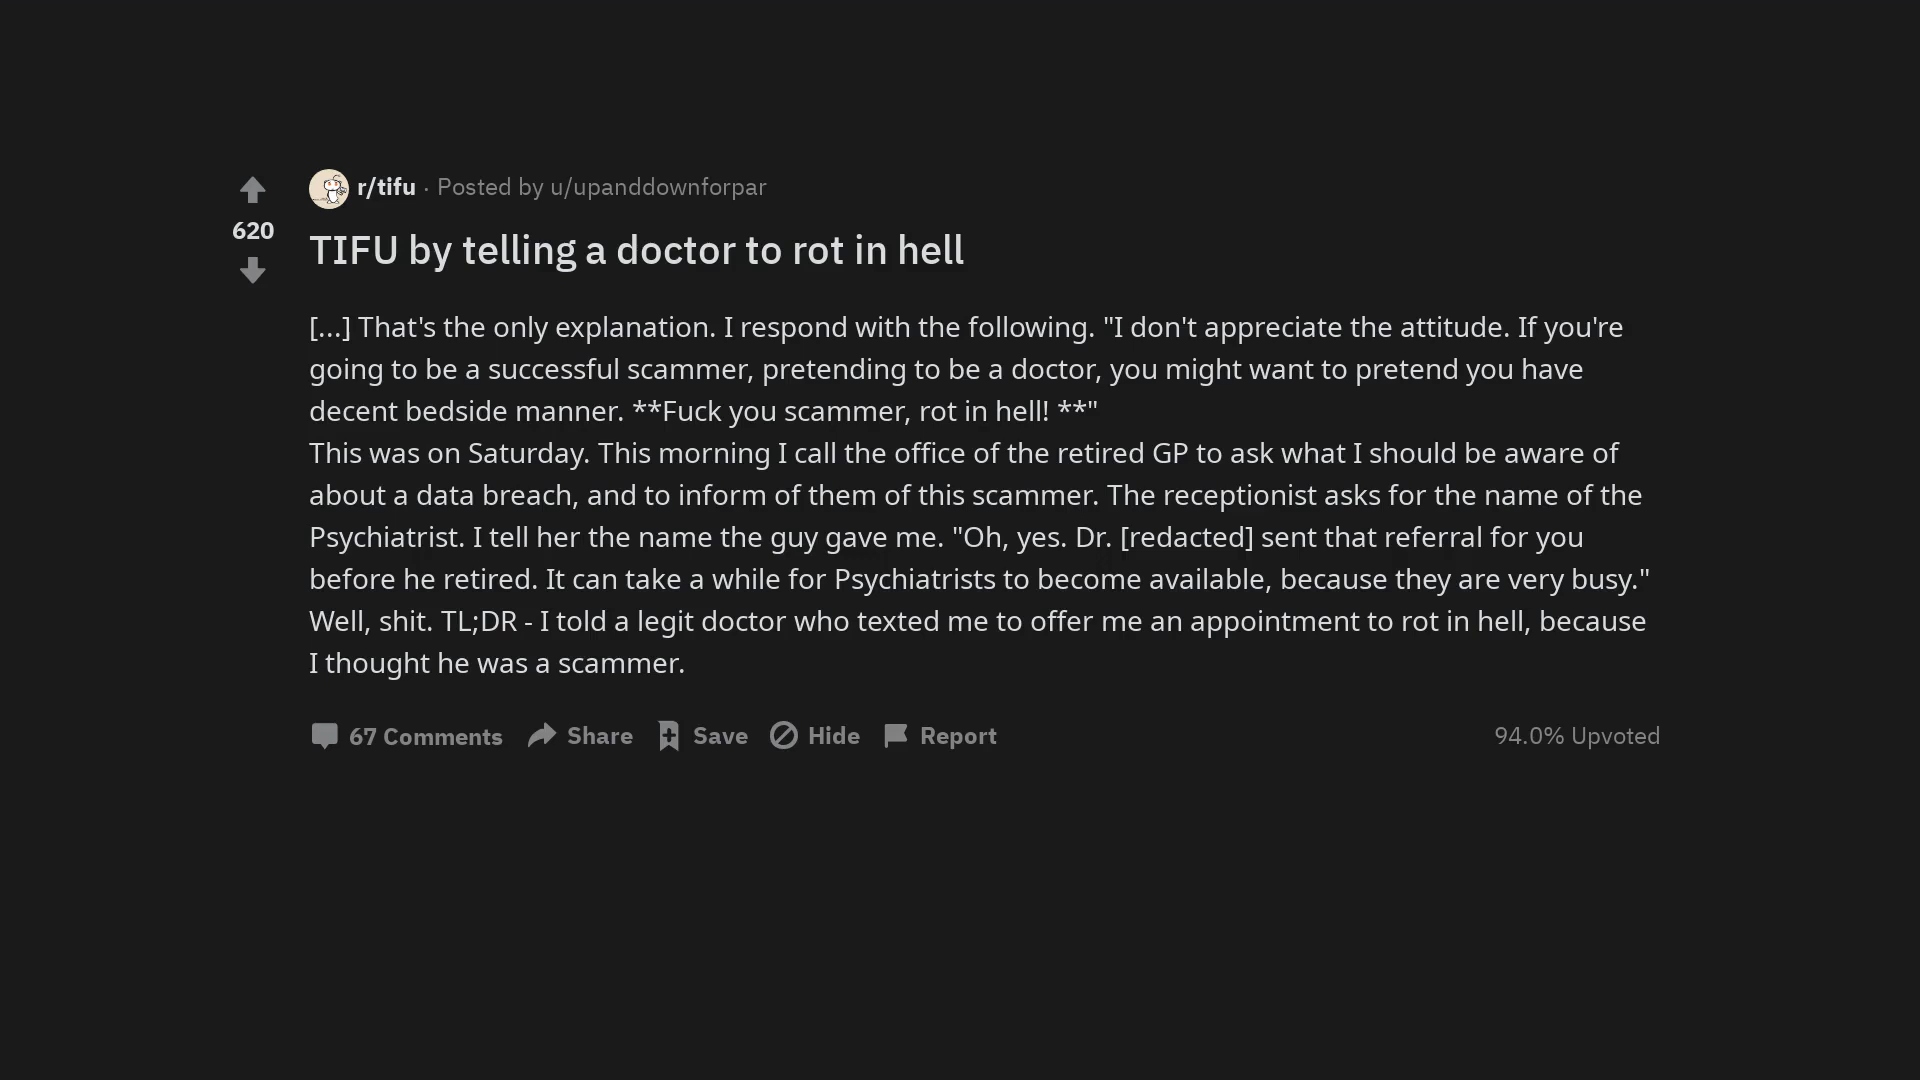 r/tifu · Posted by u/upanddownforpar
620
TIFU by telling a doctor to rot in hell
[...] That's the only explanation. I respond with the following. "I don't appreciate the attitude. If you're
going to be a successful scammer, pretending to be a doctor, you might want to pretend you have
decent bedside manner. **Fuck you scammer, rot in hell! **"
This was on Saturday. This morning I call the office of the retired GP to ask what I should be aware of
about a data breach, and to inform of them of this scammer. The receptionist asks for the name of the
Psychiatrist. I tell her the name the guy gave me. "Oh, yes. Dr. [redacted] sent that referral for you
before he retired. It can take a while for Psychiatrists to become available, because they are very busy."
Well, shit. TL;DR - I told a legit doctor who texted me to offer me an appointment to rot in hell, because
I thought he was a scammer.
67 Comments Share Save Hide Report 94.0% Upvoted